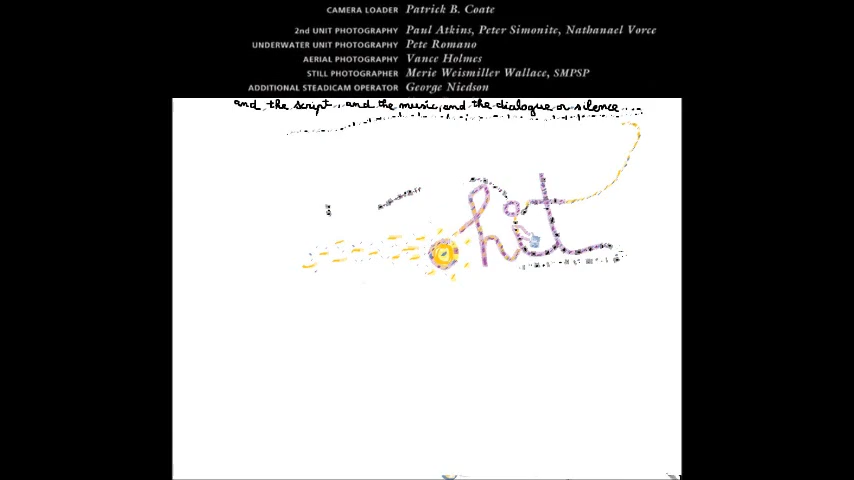 CAMERA LOADER Patrick B. Coate
2nd UNIT PHOTOGRAPHY Paul Atkins, Peter Simonite, Nathanael Vorce
UNDERWATER UNIT PHOTOGRAPHY Pete Romano
AERIAL PHOTOGRAPHY Vance Holmes
STILL PHOTOGRAPHER Merie Weismiller Wallace, SMPSP
ADDITIONAL STEADICAM OPERATOR George Niedson
and the script.. and the music, and the dialogue or silence...
hit